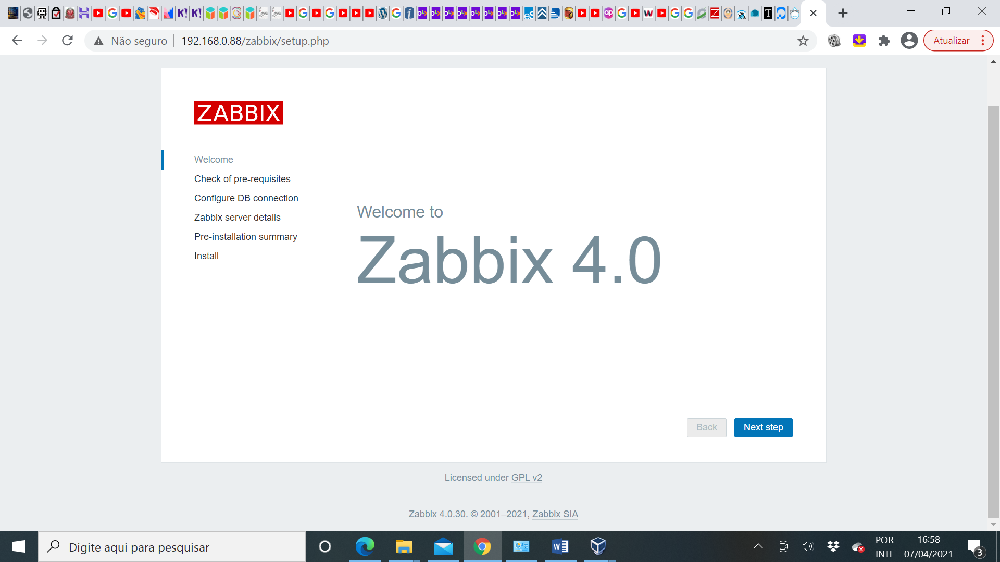 Não seguro
192.168.0.88/zabbix/setup.php
Atualizar
ZABBIX
Welcome
Check of pre-requisites
Configure DB connection
Zabbix server details
Pre-installation summary
Install
Welcome to
Zabbix 4.0
Back
Next step
Licensed under GPL v2
Zabbix 4.0.30. © 2001–2021, Zabbix SIA
Digite aqui para pesquisar
POR
INTL
16:58
07/04/2021
3